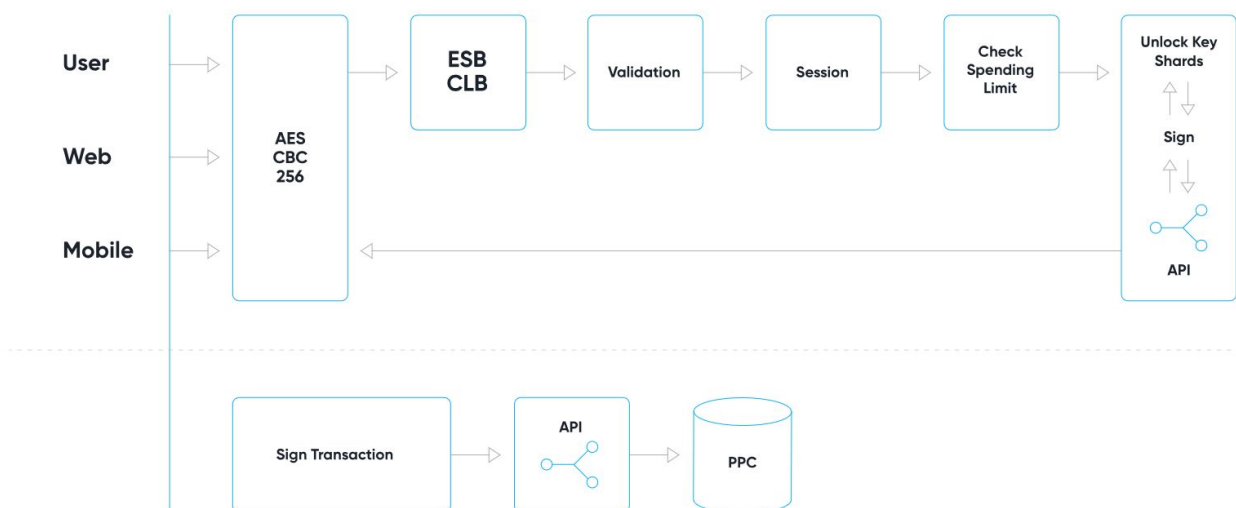 User
Web
Mobile
AES
CBC
256
ESB
CLB
Validation
Session
Check
Spending
Limit
Unlock Key
Shards
Sign
API
Sign Transaction
API
PPC